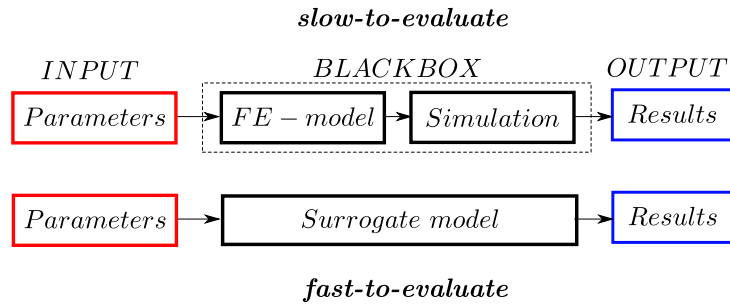 slow-to-evaluate
INPUT BLACKBOX OUTPUT
Parameters FE – model Simulation Results
Parameters Surrogate model Results
fast-to-evaluate